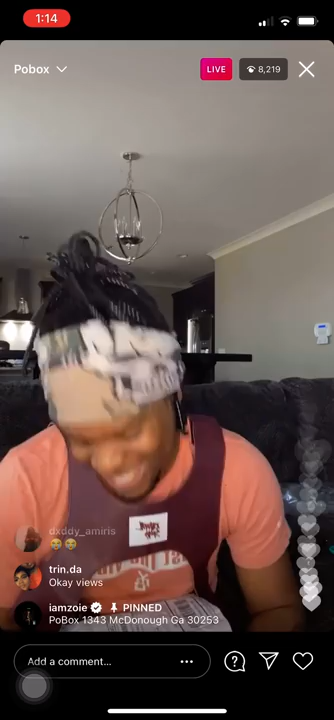 1:14
Pobox
LIVE
8,219
dxddy_amiris
😭😭
trin.da
Okay views
iamzoie PINNED
PoBox 1343 McDonough Ga 30253
Add a comment...